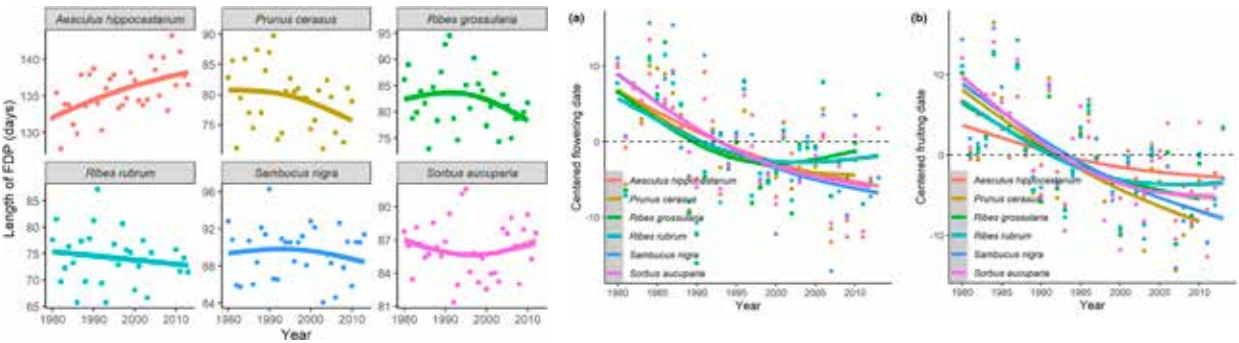 Aesculus hippocastanum
Prunus cerasus
Ribes grossularia
140
135
130
90
85
80
75
95
90
85
80
75
Length of FDP (days)
Ribes rubrum
Sambucus nigra
Sorbus aucuparia
85
80
75
70
65
96
92
88
84
90
87
84
81
1980 1990 2000 2010
1980 1990 2000 2010
1980 1990 2000 2010
Year
(a)
Centered flowering date
10
0
-10
Aesculus hippocastanum
Prunus cerasus
Ribes grossularia
Ribes rubrum
Sambucus nigra
Sorbus aucuparia
1980 1985 1990 1995 2000 2005 2010
Year
(b)
Centered fruiting date
10
0
-10
Aesculus hippocastanum
Prunus cerasus
Ribes grossularia
Ribes rubrum
Sambucus nigra
Sorbus aucuparia
1980 1985 1990 1995 2000 2005 2010
Year